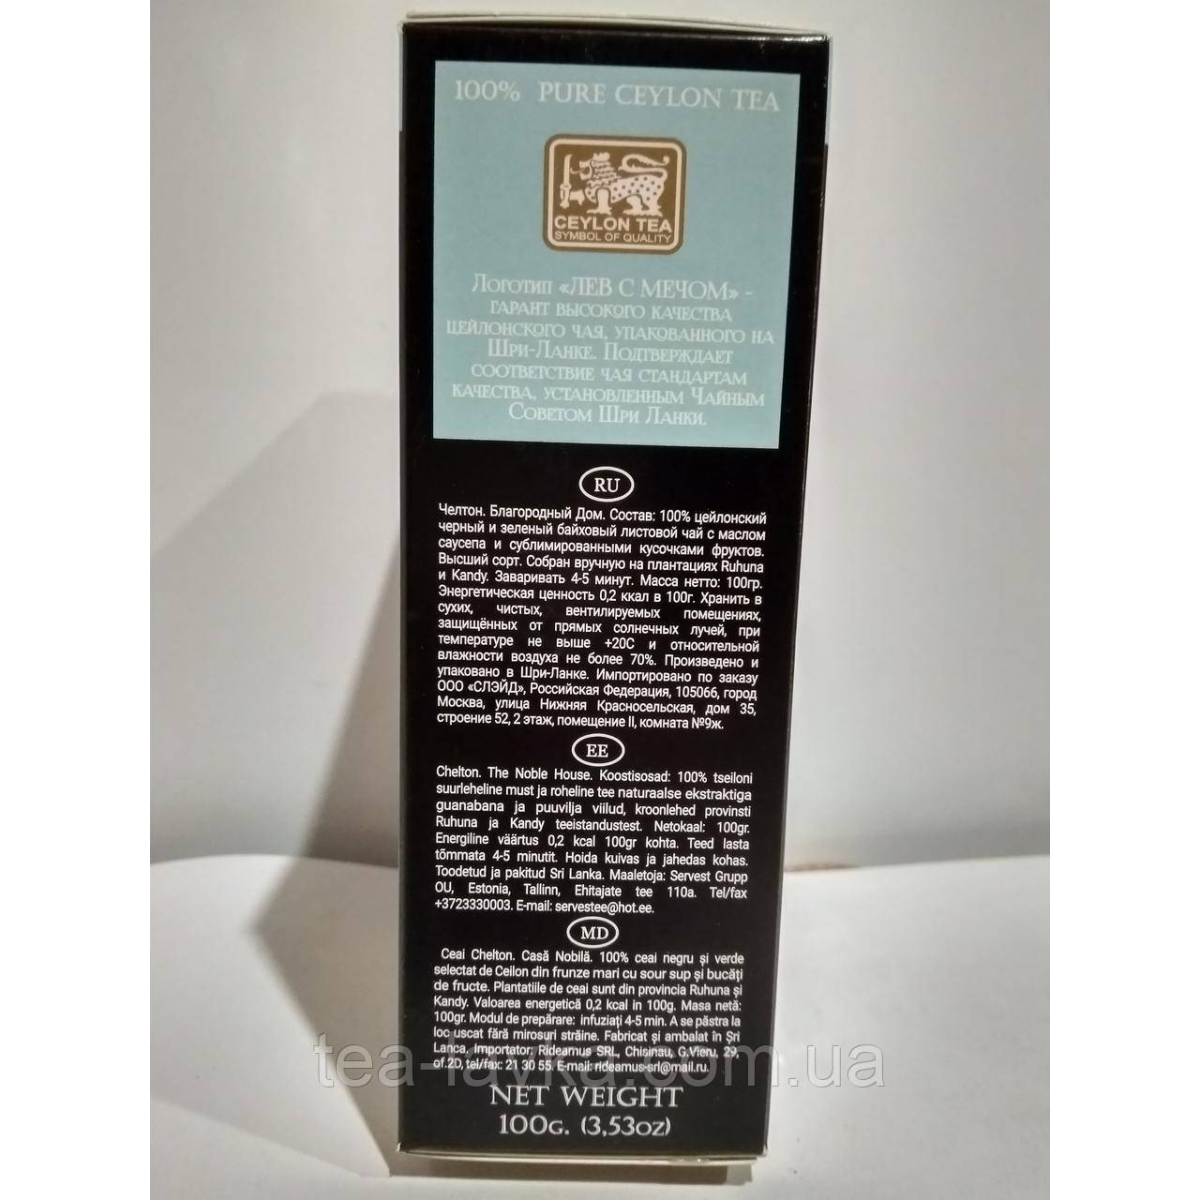 100% PURE CEYLON TEA
CEYLON TEA
SYMBOL OF QUALITY
Логотип «ЛЕВ С МЕЧОМ» -
гарант высокого качества
цейлонского чая, упакованного на
Шри-Ланке. Подтверждает
соответствие чая стандартам
качества, установленным Чайным
Советом Шри Ланки.
RU
Челтон. Благородный Дом. Состав: 100% цейлонский
черный и зеленый байховый листовой чай с маслом
саусепа и сублимированными кусочками фруктов.
Высший сорт. Собран вручную на плантациях Ruhuna
и Kandy. Заваривать 4-5 минут. Масса нетто: 100гр.
Энергетическая ценность 0,2 ккал в 100г. Хранить в
сухих, чистых, вентилируемых помещениях,
защищённых от прямых солнечных лучей, при
температуре не выше +20С и относительной
влажности воздуха не более 70%. Произведено и
упаковано в Шри-Ланке. Импортировано по заказу
ООО «СЛЭЙД», Российская Федерация, 105066, город
Москва, улица Нижняя Красносельская, дом 35,
строение 52, 2 этаж, помещение II, комната №9ж.
EE
Chelton. The Noble House. Koostisosad: 100% tseiloni
suurleheline must ja roheline tee naturaalse ekstraktiga
guanabana ja puuvilja viilud, kroonlehed provinsti
Ruhuna ja Kandy teeistandustest. Netokaal: 100gr.
Energiline väärtus 0,2 kcal 100gr kohta. Teed lasta
tõmmata 4-5 minutit. Hoida kuivas ja jahedas kohas.
Toodetud ja pakitud Sri Lanka. Maaletoja: Servest Grupp
OU, Estonia, Tallinn, Ehitajate tee 110a. Tel/fax
+3723330003. E-mail: servestee@hot.ee.
MD
Ceai Chelton. Casă Nobilă. 100% ceai negru și verde
selectat de Ceilon din frunze mari cu sour sup și bucăți
de fructe. Plantatiile de ceai sunt din provincia Ruhuna și
Kandy. Valoarea energetică 0,2 kcal in 100g. Masa netă:
100gr. Modul de preparare: infuziați 4-5 min. A se păstra la
loc uscat fără mirosuri străine. Fabricat și ambalat în Șri
Lanca, Importator: Rideamus SRL, Chisinau, G.Vieru, 29,
of.20, tel/fax: 21 30 55. E-mail: rideamus-srl@mail.ru.
tea-lavka.com.ua
NET WEIGHT
100G. (3,53OZ)